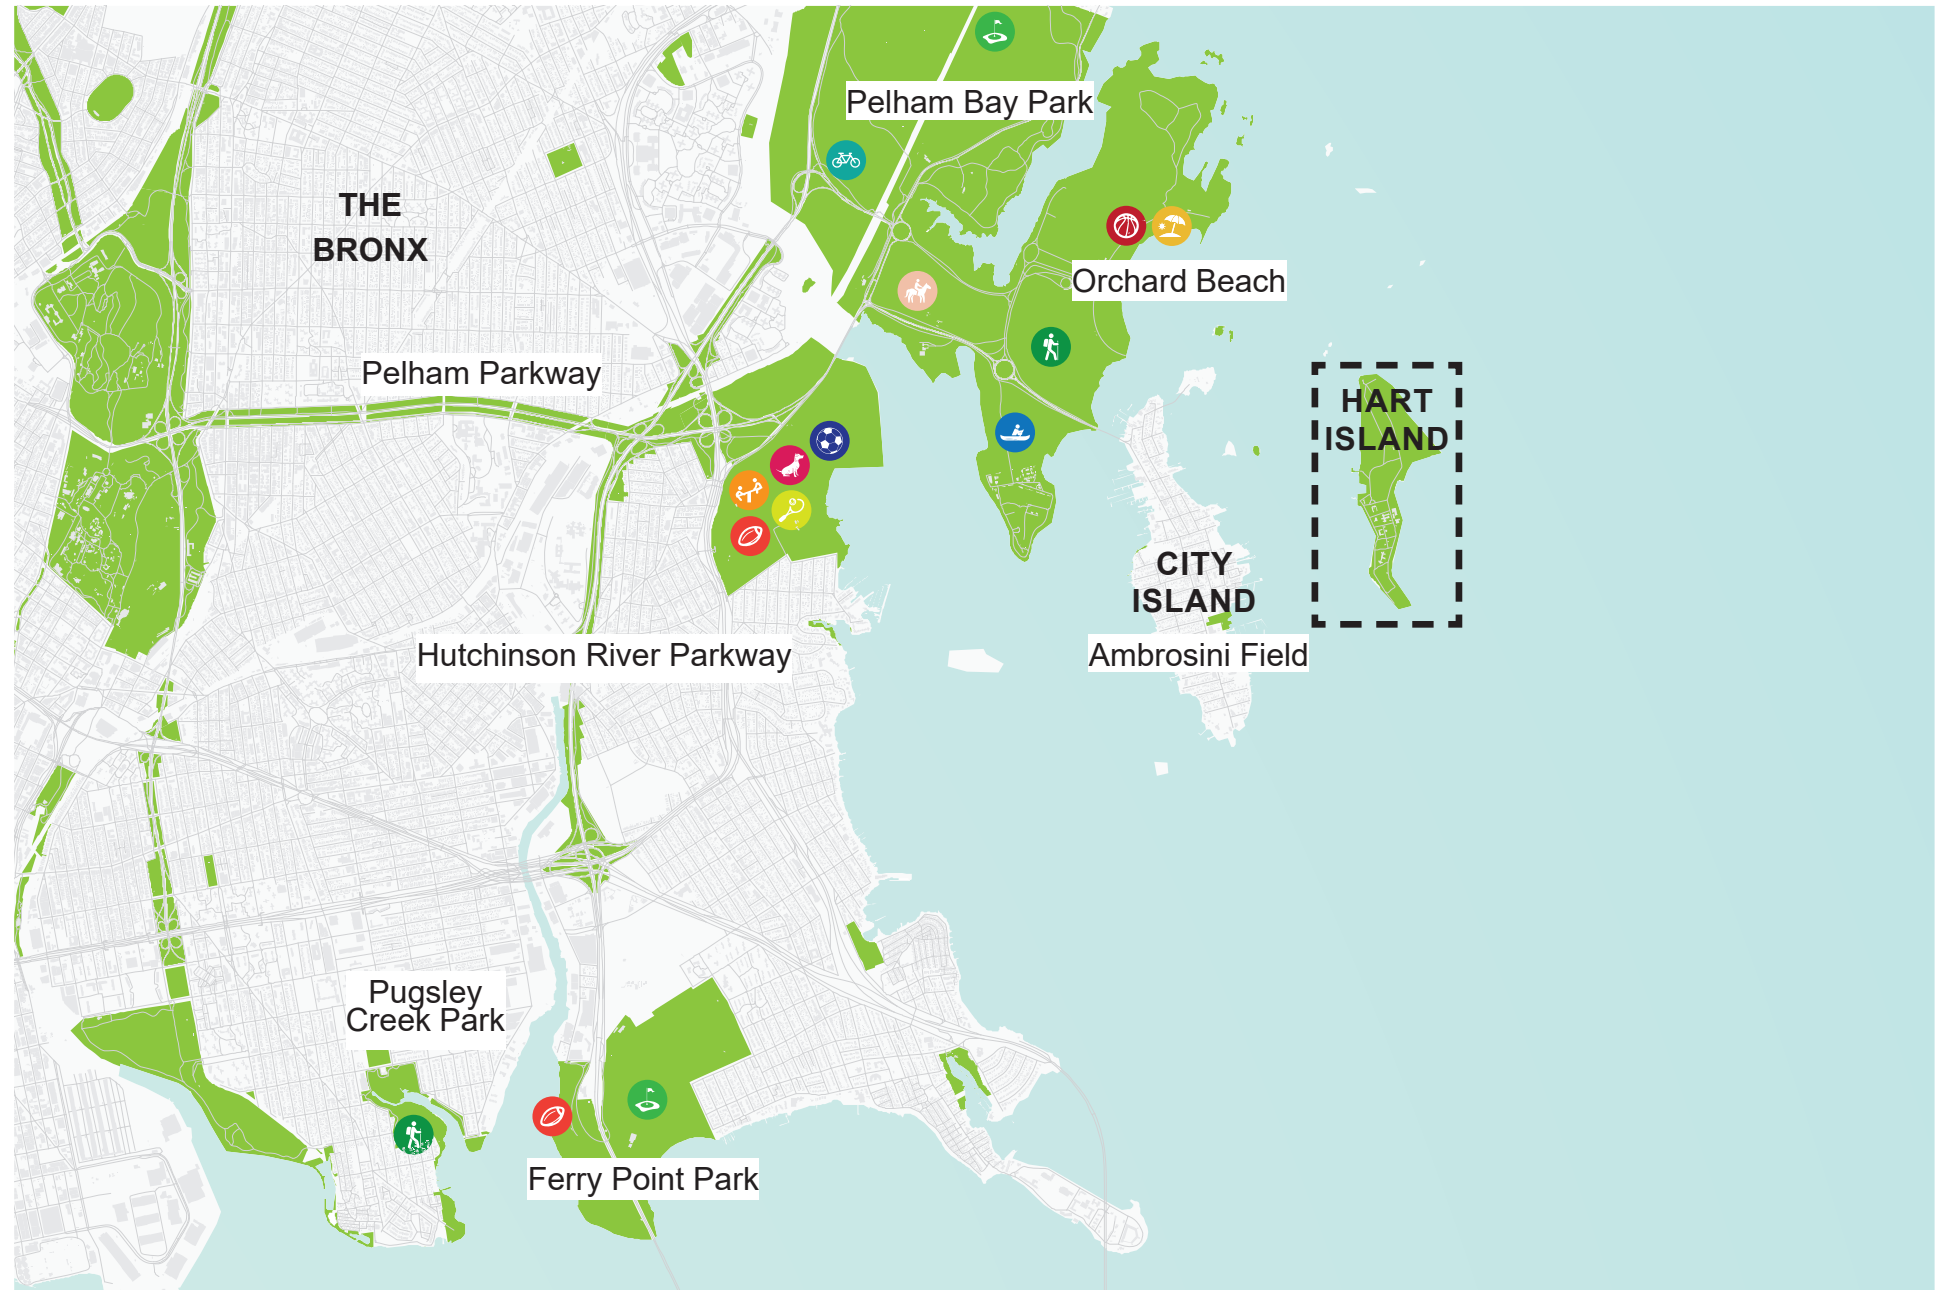 Pelham Bay Park
THE
BRONX
Orchard Beach
Pelham Parkway
HART
ISLAND
CITY
ISLAND
Hutchinson River Parkway
Ambrosini Field
Pugsley
Creek Park
Ferry Point Park